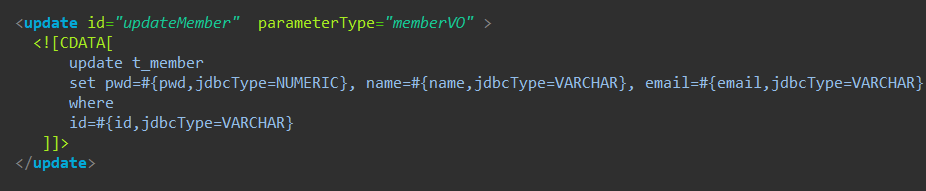 <update id="updateMember"  parameterType="memberVO" >
<![CDATA[
update t_member
set pwd=#{pwd,jdbcType=NUMERIC}, name=#{name,jdbcType=VARCHAR}, email=#{email,jdbcType=VARCHAR}
where
id=#{id,jdbcType=VARCHAR}
]]>
</update>